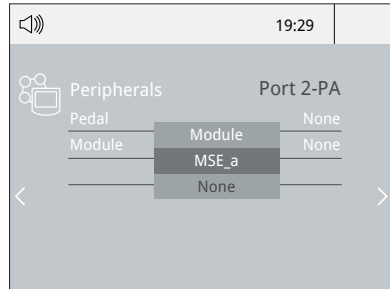 19:29
Peripherals Port 2-PA
Pedal None
Module None
Module
MSE_a
None